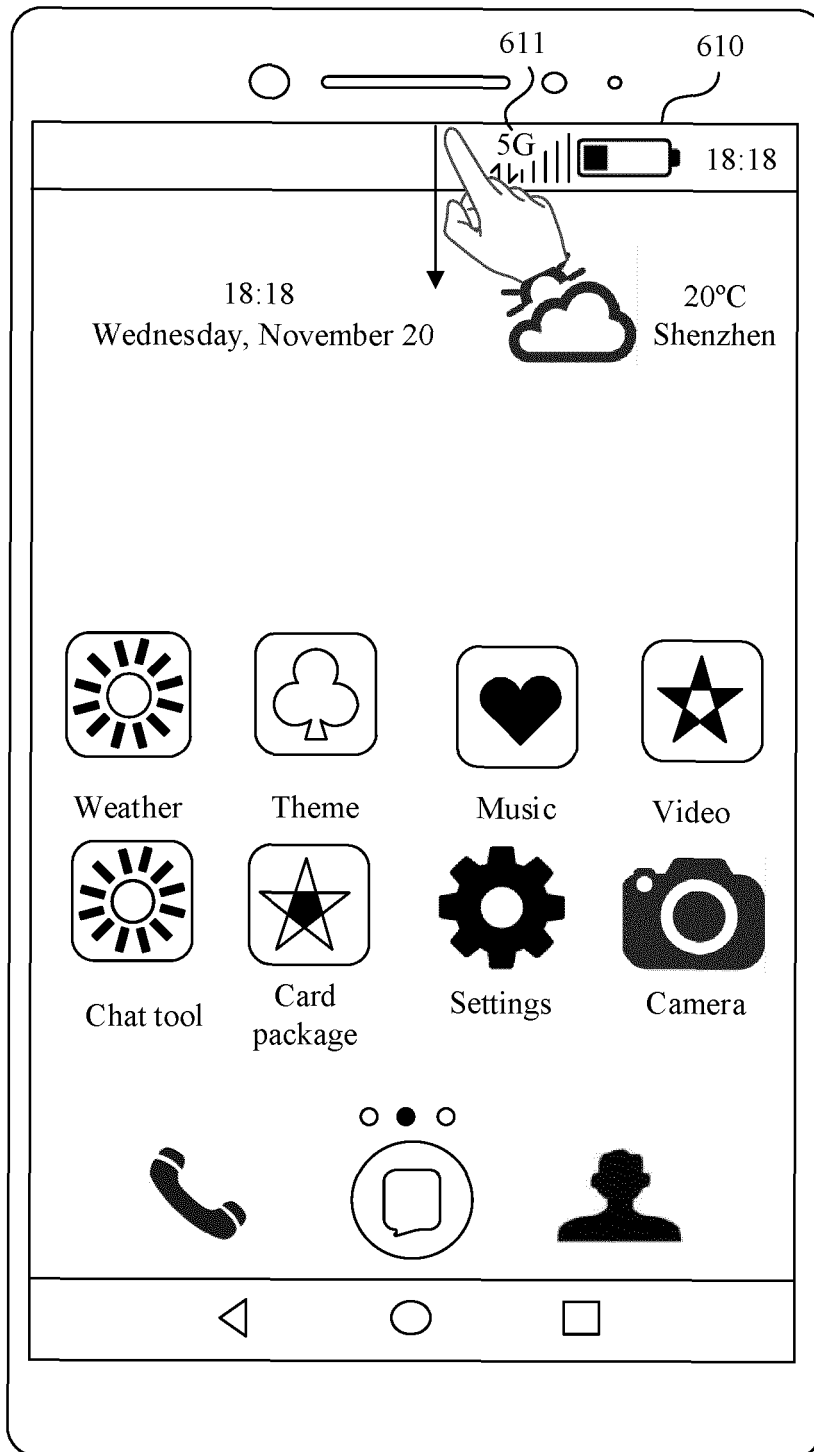 611
610
5G
18:18
18:18
Wednesday, November 20
20°C
Shenzhen
Weather
Theme
Music
Video
Chat tool
Card
package
Settings
Camera